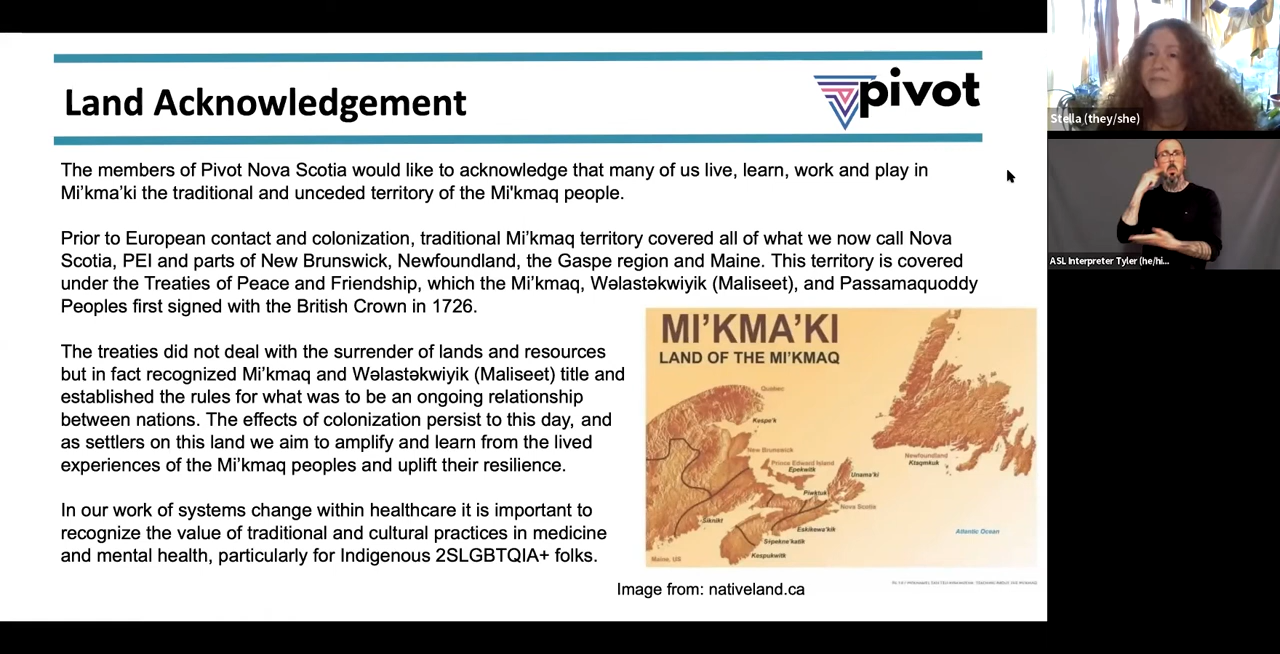 Land Acknowledgement
pivot
The members of Pivot Nova Scotia would like to acknowledge that many of us live, learn, work and play in
Mi'kma'ki the traditional and unceded territory of the Mi'kmaq people.
Prior to European contact and colonization, traditional Mi'kmaq territory covered all of what we now call Nova
Scotia, PEI and parts of New Brunswick, Newfoundland, the Gaspe region and Maine. This territory is covered
under the Treaties of Peace and Friendship, which the Mi'kmaq, Wəlastəkwiyik (Maliseet), and Passamaquoddy
Peoples first signed with the British Crown in 1726.
The treaties did not deal with the surrender of lands and resources
but in fact recognized Mi'kmaq and Wəlastəkwiyik (Maliseet) title and
established the rules for what was to be an ongoing relationship
between nations. The effects of colonization persist to this day, and
as settlers on this land we aim to amplify and learn from the lived
experiences of the Mi'kmaq peoples and uplift their resilience.
In our work of systems change within healthcare it is important to
recognize the value of traditional and cultural practices in medicine
and mental health, particularly for Indigenous 2SLGBTQIA+ folks.
MI'KMA'KI
LAND OF THE MI'KMAQ
Québec
Kespe'k
New Brunswick
Prince Edward Island
Epekwitk
Unama'ki
Newfoundland
Ktaqmkuk
Piwktuk
Nova Scotia
Siknikt
Eskikewa'kik
Sipekne'katik
Atlantic Ocean
Kespukwitk
Maine, US
Image from: nativeland.ca
Stella (they/she)
ASL Interpreter Tyler (he/hi...